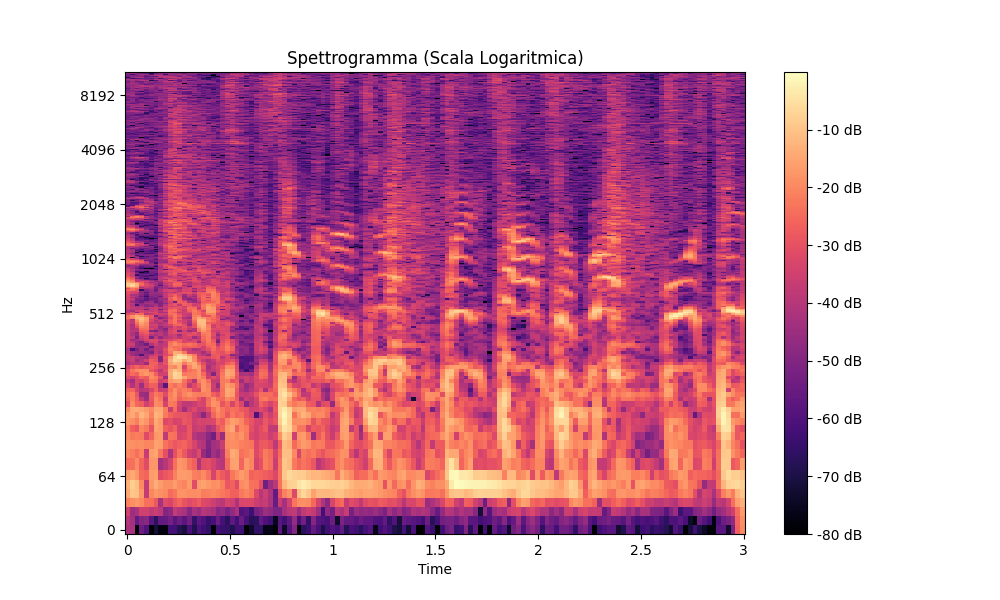 Spettrogramma (Scala Logaritmica)
Hz
8192
4096
2048
1024
512
256
128
64
0
0
0.5
1
1.5
2
2.5
3
Time
-10 dB
-20 dB
-30 dB
-40 dB
-50 dB
-60 dB
-70 dB
-80 dB